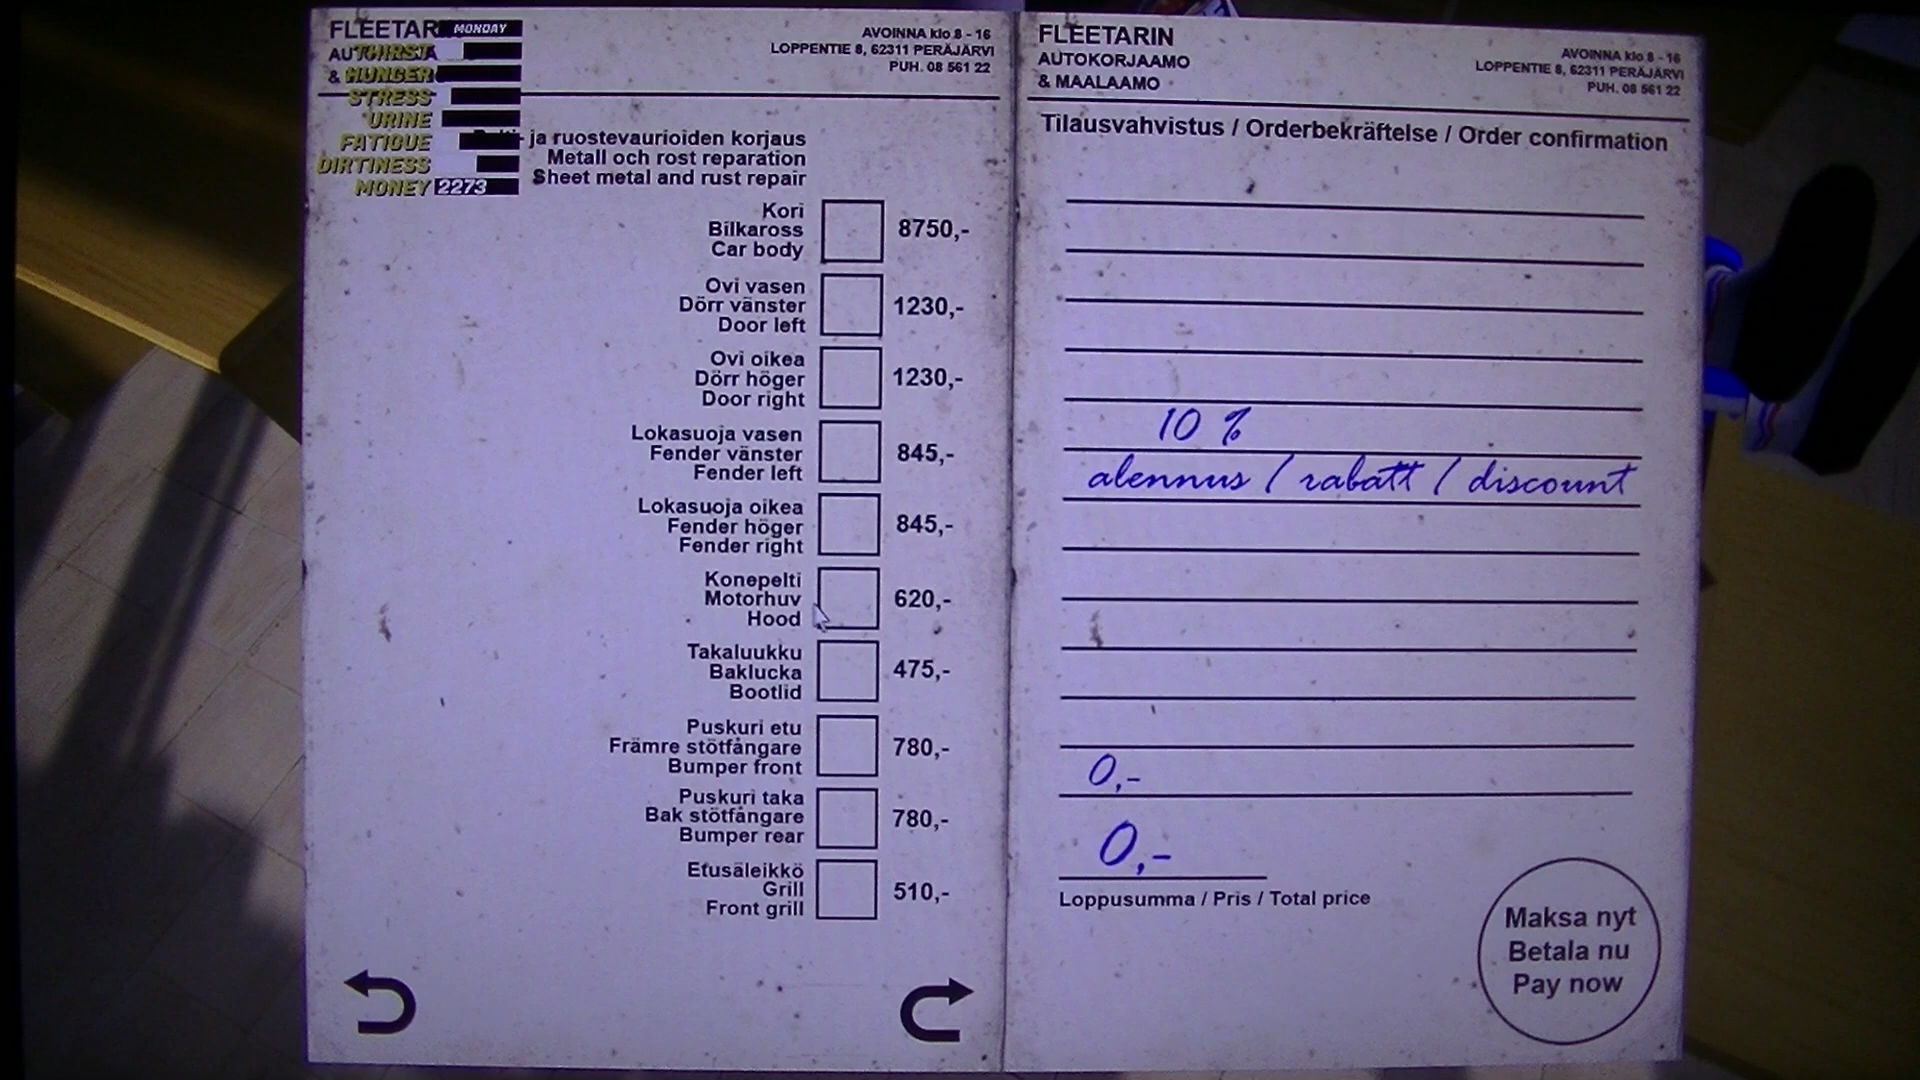 FLEETAR
MONDAY
AUTHIRSTA
& HUNGER
STRESS
URINE
FATIGUE
DIRTINESS
MONEY 2273
AVOINNA klo 8 - 16
LOPPENTIE 8, 62311 PERÄJÄRVI
PUH. 08 561 22
ja ruostevaurioiden korjaus
Metall och rost reparation
Sheet metal and rust repair
Kori
Bilkaross
Car body
8750,-
Ovi vasen
Dörr vänster
Door left
1230,-
Ovi oikea
Dörr höger
Door right
1230,-
Lokasuoja vasen
Fender vänster
Fender left
845,-
Lokasuoja oikea
Fender höger
Fender right
845,-
Konepelti
Motorhuv
Hood
620,-
Takaluukku
Baklucka
Bootlid
475,-
Puskuri etu
Främre stötfångare
Bumper front
780,-
Puskuri taka
Bak stötfångare
Bumper rear
780,-
Etusäleikkö
Grill
Front grill
510,-
FLEETARIN
AUTOKORJAAMO
& MAALAAMO
AVOINNA klo 8 - 16
LOPPENTIE 8, 62311 PERÄJÄRVI
PUH. 08 561 22
Tilausvahvistus / Orderbekräftelse / Order confirmation
10 %
alennus / rabatt / discount
0,-
0,-
Loppusumma / Pris / Total price
Maksa nyt
Betala nu
Pay now